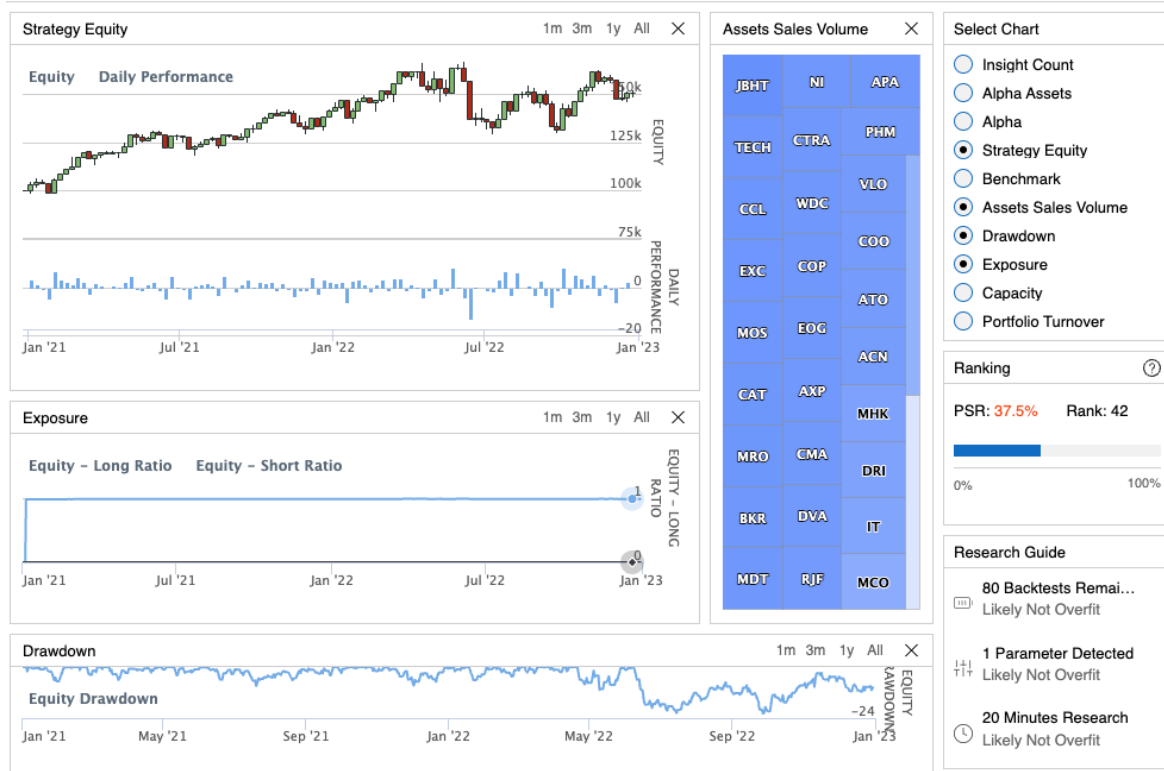 Strategy Equity
1m 3m 1y All
Equity Daily Performance
150k
125k
100k
75k
EQUITY
0
-20
DAILY PERFORMANCE
Jan '21 Jul '21 Jan '22 Jul '22 Jan '23
Exposure
1m 3m 1y All
Equity - Long Ratio Equity - Short Ratio
1
0
EQUITY - LONG RATIO
Jan '21 Jul '21 Jan '22 Jul '22 Jan '23
Assets Sales Volume
JBHT
TECH
CCL
EXC
MOS
CAT
MRO
BKR
MDT
NI
CTRA
WDC
COP
EOG
AXP
CMA
DVA
RJF
APA
PHM
VLO
COO
ATO
ACN
MHK
DRI
IT
MCO
Drawdown
1m 3m 1y All
Equity Drawdown
-24
EQUITY DRAWDOWN
Jan '21 May '21 Sep '21 Jan '22 May '22 Sep '22 Jan '23
Select Chart
Insight Count
Alpha Assets
Alpha
Strategy Equity
Benchmark
Assets Sales Volume
Drawdown
Exposure
Capacity
Portfolio Turnover
Ranking
?
PSR: 37.5% Rank: 42
0% 100%
Research Guide
80 Backtests Remai...
Likely Not Overfit
1 Parameter Detected
Likely Not Overfit
20 Minutes Research
Likely Not Overfit